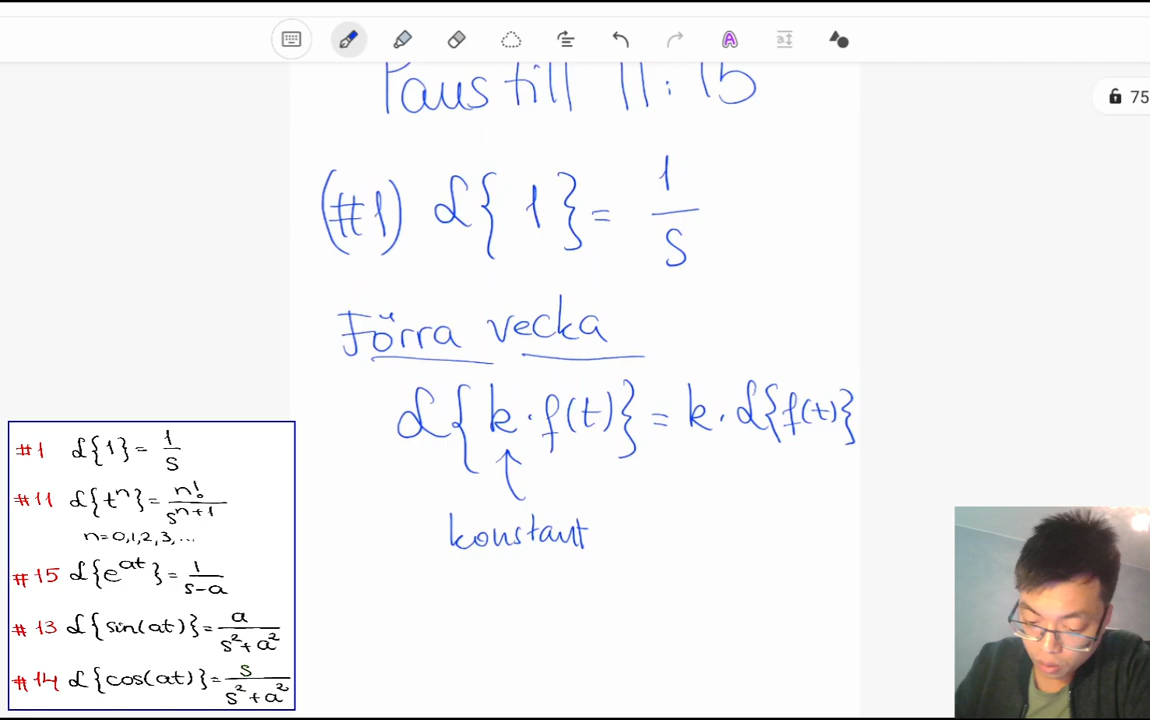 75
Paus till 11:15
(#1) ℒ{1} = 1/s
Förra vecka
ℒ{k·f(t)} = k·ℒ{f(t)}
↑
konstant
#1 ℒ{1} = 1/s
#11 ℒ{tⁿ} = n!/sⁿ⁺¹
n=0,1,2,3,...
#15 ℒ{eᵃᵗ} = 1/(s-a)
#13 ℒ{sin(at)} = a/(s²+a²)
#14 ℒ{cos(at)} = s/(s²+a²)